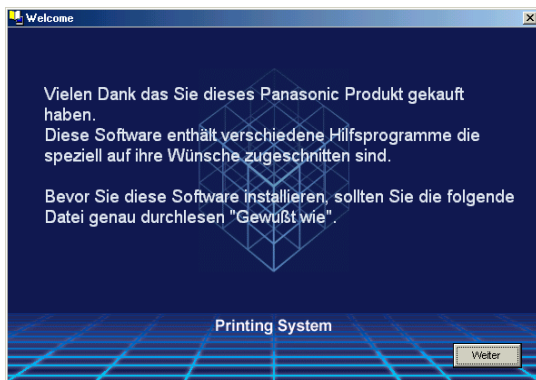 Welcome
Vielen Dank das Sie dieses Panasonic Produkt gekauft
haben.
Diese Software enthält verschiedene Hilfsprogramme die
speziell auf ihre Wünsche zugeschnitten sind.
Bevor Sie diese Software installieren, sollten Sie die folgende
Datei genau durchlesen "Gewußt wie".
Printing System
Weiter